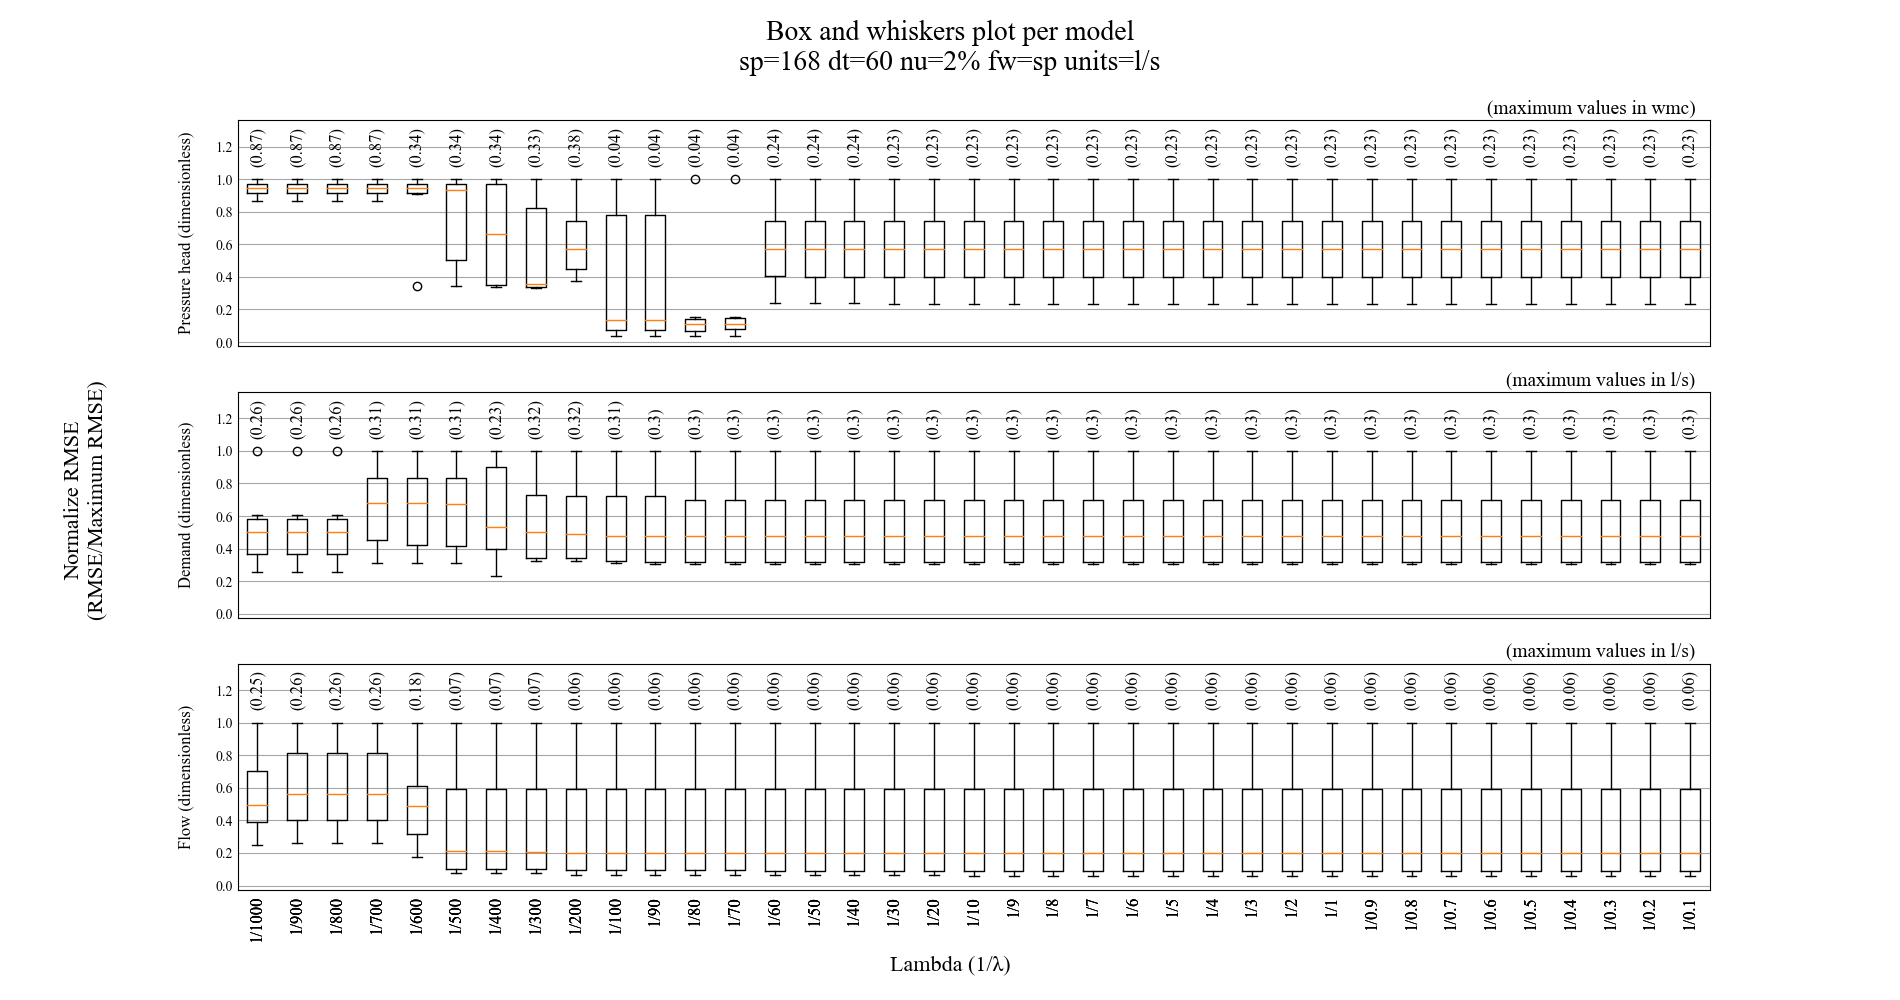 Box and whiskers plot per model
sp=168 dt=60 nu=2% fw=sp units=l/s
Normalize RMSE
(RMSE/Maximum RMSE)
(maximum values in wmc)
Pressure head (dimensionless)
1.2
1.0
0.8
0.6
0.4
0.2
0.0
(0.87) (0.87) (0.87) (0.87) (0.34) (0.34) (0.34) (0.33) (0.38) (0.04) (0.04) (0.04) (0.04) (0.24) (0.24) (0.24) (0.23) (0.23) (0.23) (0.23) (0.23) (0.23) (0.23) (0.23) (0.23) (0.23) (0.23) (0.23) (0.23) (0.23) (0.23) (0.23) (0.23) (0.23) (0.23) (0.23) (0.23)
(maximum values in l/s)
Demand (dimensionless)
1.2
1.0
0.8
0.6
0.4
0.2
0.0
(0.26) (0.26) (0.26) (0.31) (0.31) (0.31) (0.23) (0.32) (0.32) (0.31) (0.3) (0.3) (0.3) (0.3) (0.3) (0.3) (0.3) (0.3) (0.3) (0.3) (0.3) (0.3) (0.3) (0.3) (0.3) (0.3) (0.3) (0.3) (0.3) (0.3) (0.3) (0.3) (0.3) (0.3) (0.3) (0.3) (0.3)
(maximum values in l/s)
Flow (dimensionless)
1.2
1.0
0.8
0.6
0.4
0.2
0.0
(0.25) (0.26) (0.26) (0.26) (0.18) (0.07) (0.07) (0.07) (0.06) (0.06) (0.06) (0.06) (0.06) (0.06) (0.06) (0.06) (0.06) (0.06) (0.06) (0.06) (0.06) (0.06) (0.06) (0.06) (0.06) (0.06) (0.06) (0.06) (0.06) (0.06) (0.06) (0.06) (0.06) (0.06) (0.06) (0.06) (0.06)
1/1000 1/900 1/800 1/700 1/600 1/500 1/400 1/300 1/200 1/100 1/90 1/80 1/70 1/60 1/50 1/40 1/30 1/20 1/10 1/9 1/8 1/7 1/6 1/5 1/4 1/3 1/2 1/1 1/0.9 1/0.8 1/0.7 1/0.6 1/0.5 1/0.4 1/0.3 1/0.2 1/0.1
Lambda (1/λ)